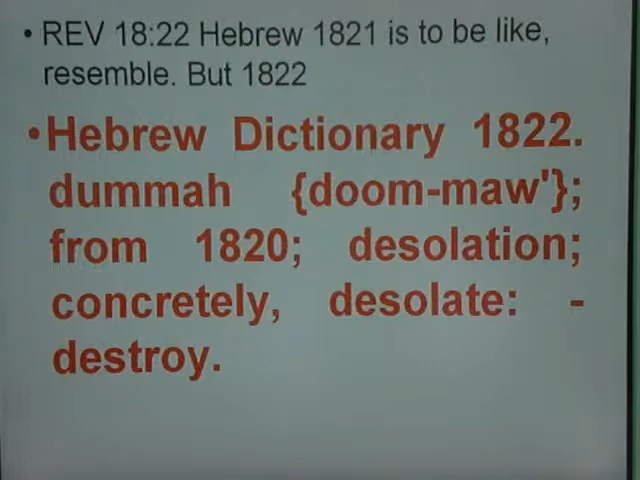 • REV 18:22 Hebrew 1821 is to be like,
resemble. But 1822
•Hebrew Dictionary 1822.
dummah {doom-maw'};
from 1820; desolation;
concretely, desolate: -
destroy.